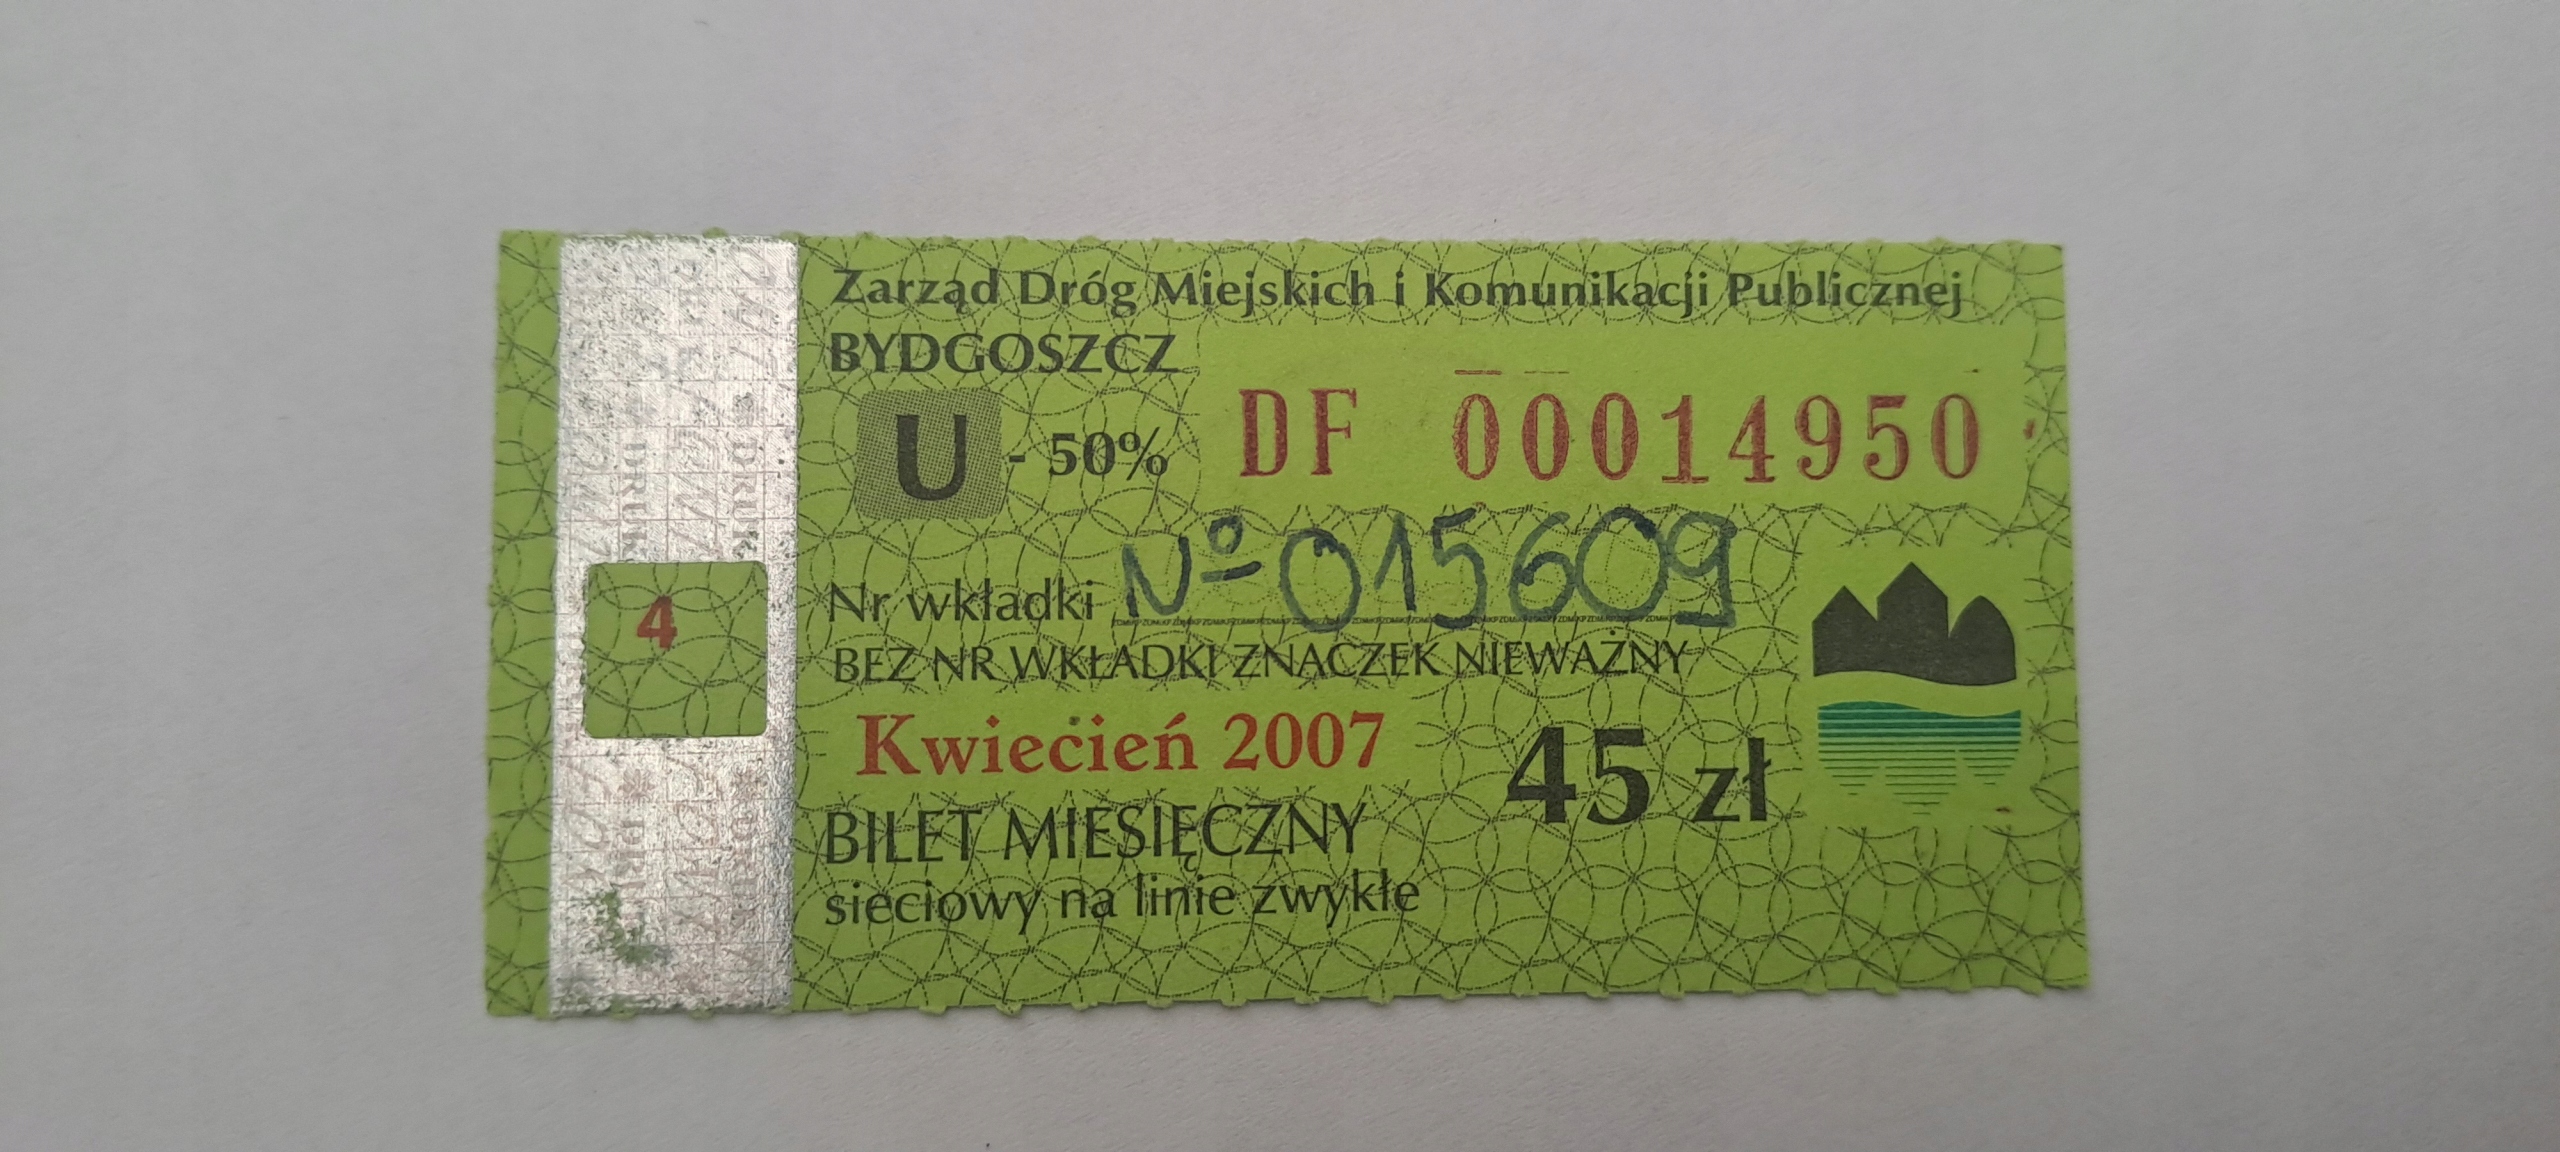 Zarząd Dróg Miejskich i Komunikacji Publicznej
BYDGOSZCZ
DF 00014950
U - 50%
Nr wkładki Nº 015609
BEZ NR WKŁADKI ZNACZEK NIEWAŻNY
4
Kwiecień 2007
45 zł
BILET MIESIĘCZNY
sieciowy na linie zwykłe